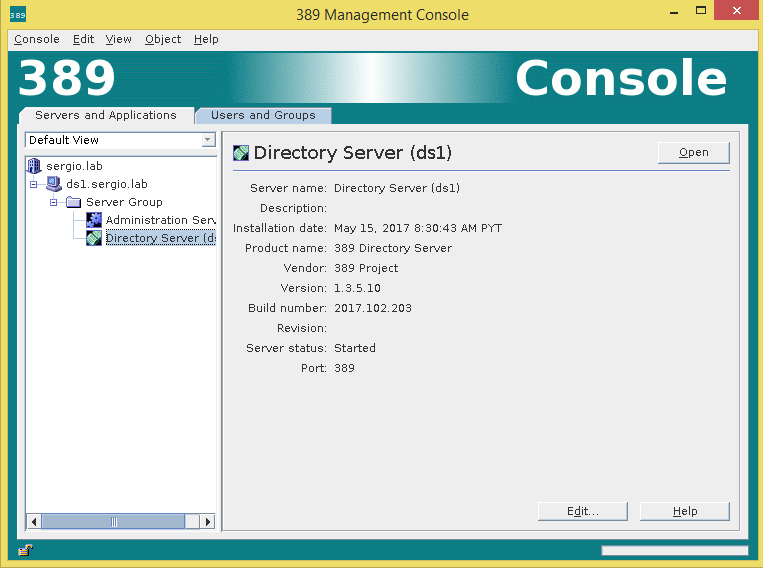 389 389 Management Console
Console Edit View Object Help
389 Console
Servers and Applications Users and Groups
Default View
sergio.lab
ds1.sergio.lab
Server Group
Administration Serv
Directory Server (ds
Directory Server (ds1) Open
Server name: Directory Server (ds1)
Description:
Installation date: May 15, 2017 8:30:43 AM PYT
Product name: 389 Directory Server
Vendor: 389 Project
Version: 1.3.5.10
Build number: 2017.102.203
Revision:
Server status: Started
Port: 389
Edit... Help